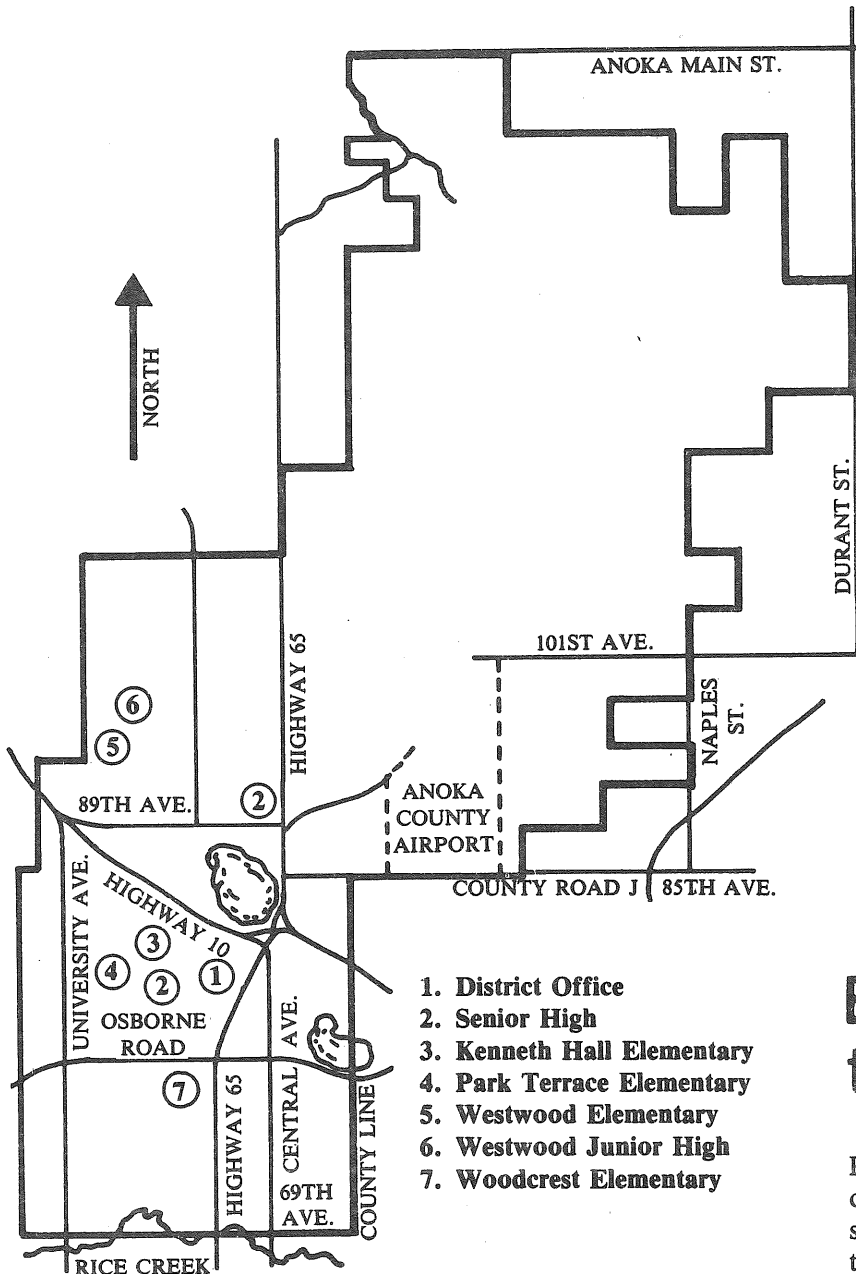 ANOKA MAIN ST.
NORTH
DURANT ST.
HIGHWAY 65
101ST AVE.
NAPLES
ST.
6
5
89TH AVE.
2
ANOKA
COUNTY
AIRPORT
COUNTY ROAD J
85TH AVE.
UNIVERSITY AVE.
HIGHWAY 10
3
4
2
1
OSBORNE
ROAD
7
HIGHWAY 65
CENTRAL AVE.
COUNTY LINE
69TH
AVE.
RICE CREEK
1. District Office
2. Senior High
3. Kenneth Hall Elementary
4. Park Terrace Elementary
5. Westwood Elementary
6. Westwood Junior High
7. Woodcrest Elementary